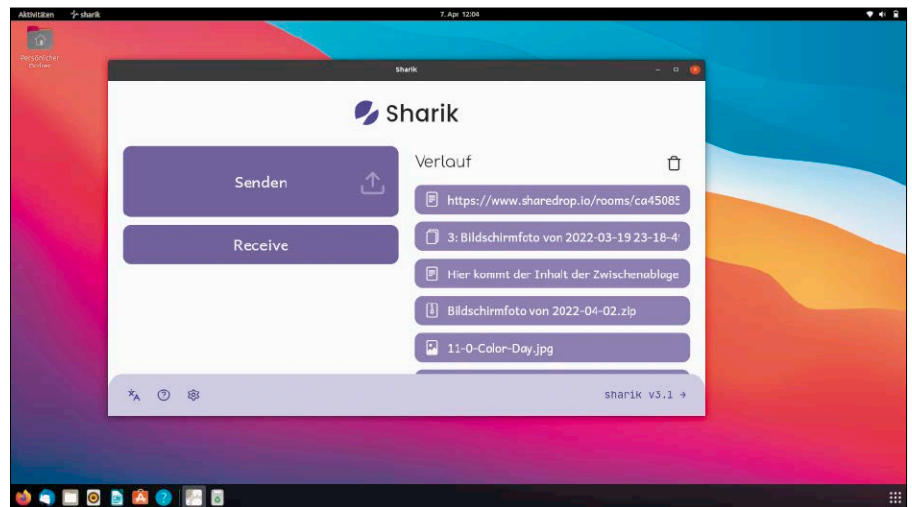 Aktivitäten sharik 7. Apr 12:04
Persönlicher
Ordner
Sharik
Sharik
Senden
Receive
Verlauf
https://www.sharedrop.io/rooms/ca45085
3: Bildschirmfoto von 2022-03-19 23-18-4
Hier kommt der Inhalt der Zwischenablage
Bildschirmfoto von 2022-04-02.zip
11-0-Color-Day.jpg
sharik v3.1 →